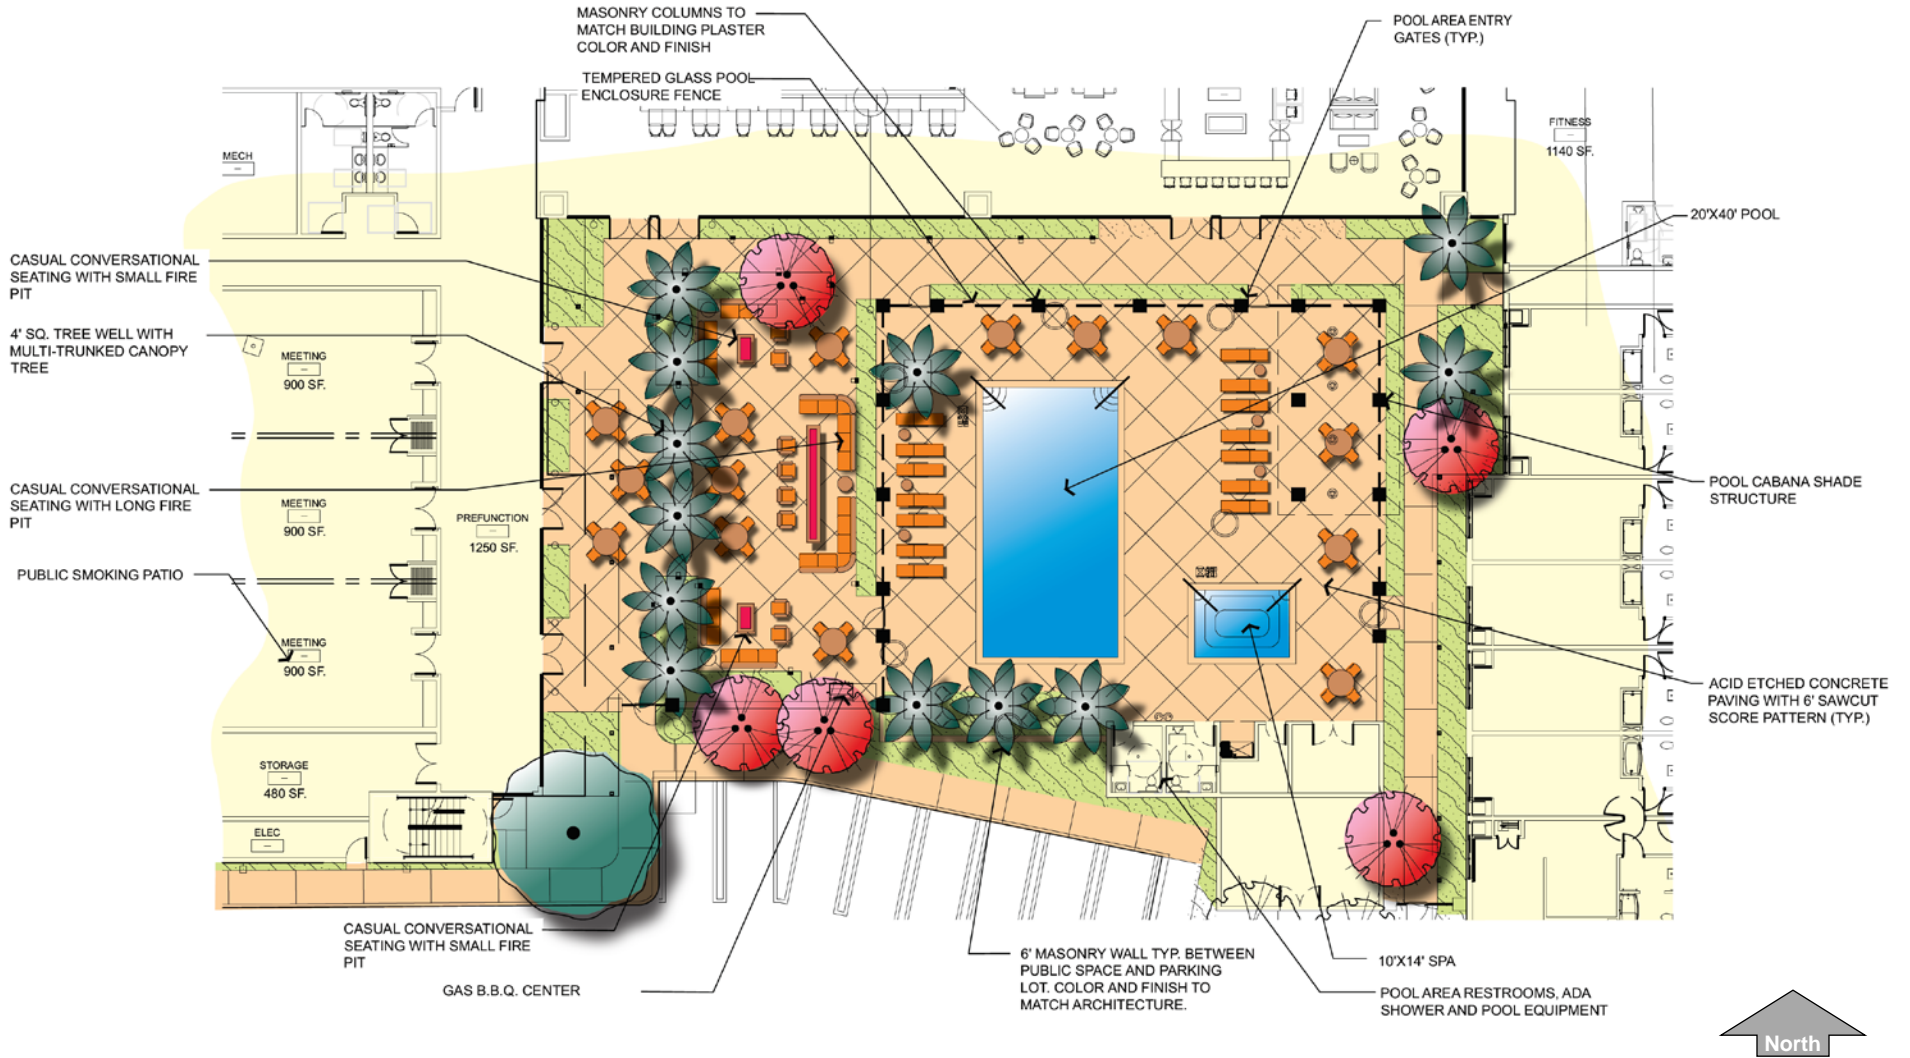 MASONRY COLUMNS TO
MATCH BUILDING PLASTER
COLOR AND FINISH
TEMPERED GLASS POOL
ENCLOSURE FENCE
POOL AREA ENTRY
GATES (TYP.)
MECH
FITNESS
1140 SF.
20'X40' POOL
CASUAL CONVERSATIONAL
SEATING WITH SMALL FIRE
PIT
4' SQ. TREE WELL WITH
MULTI-TRUNKED CANOPY
TREE
MEETING
900 SF.
CASUAL CONVERSATIONAL
SEATING WITH LONG FIRE
PIT
MEETING
900 SF.
PREFUNCTION
1250 SF.
POOL CABANA SHADE
STRUCTURE
PUBLIC SMOKING PATIO
MEETING
900 SF.
ACID ETCHED CONCRETE
PAVING WITH 6' SAWCUT
SCORE PATTERN (TYP.)
STORAGE
480 SF.
ELEC
CASUAL CONVERSATIONAL
SEATING WITH SMALL FIRE
PIT
GAS B.B.Q. CENTER
6' MASONRY WALL TYP. BETWEEN
PUBLIC SPACE AND PARKING
LOT. COLOR AND FINISH TO
MATCH ARCHITECTURE.
10'X14' SPA
POOL AREA RESTROOMS, ADA
SHOWER AND POOL EQUIPMENT
North